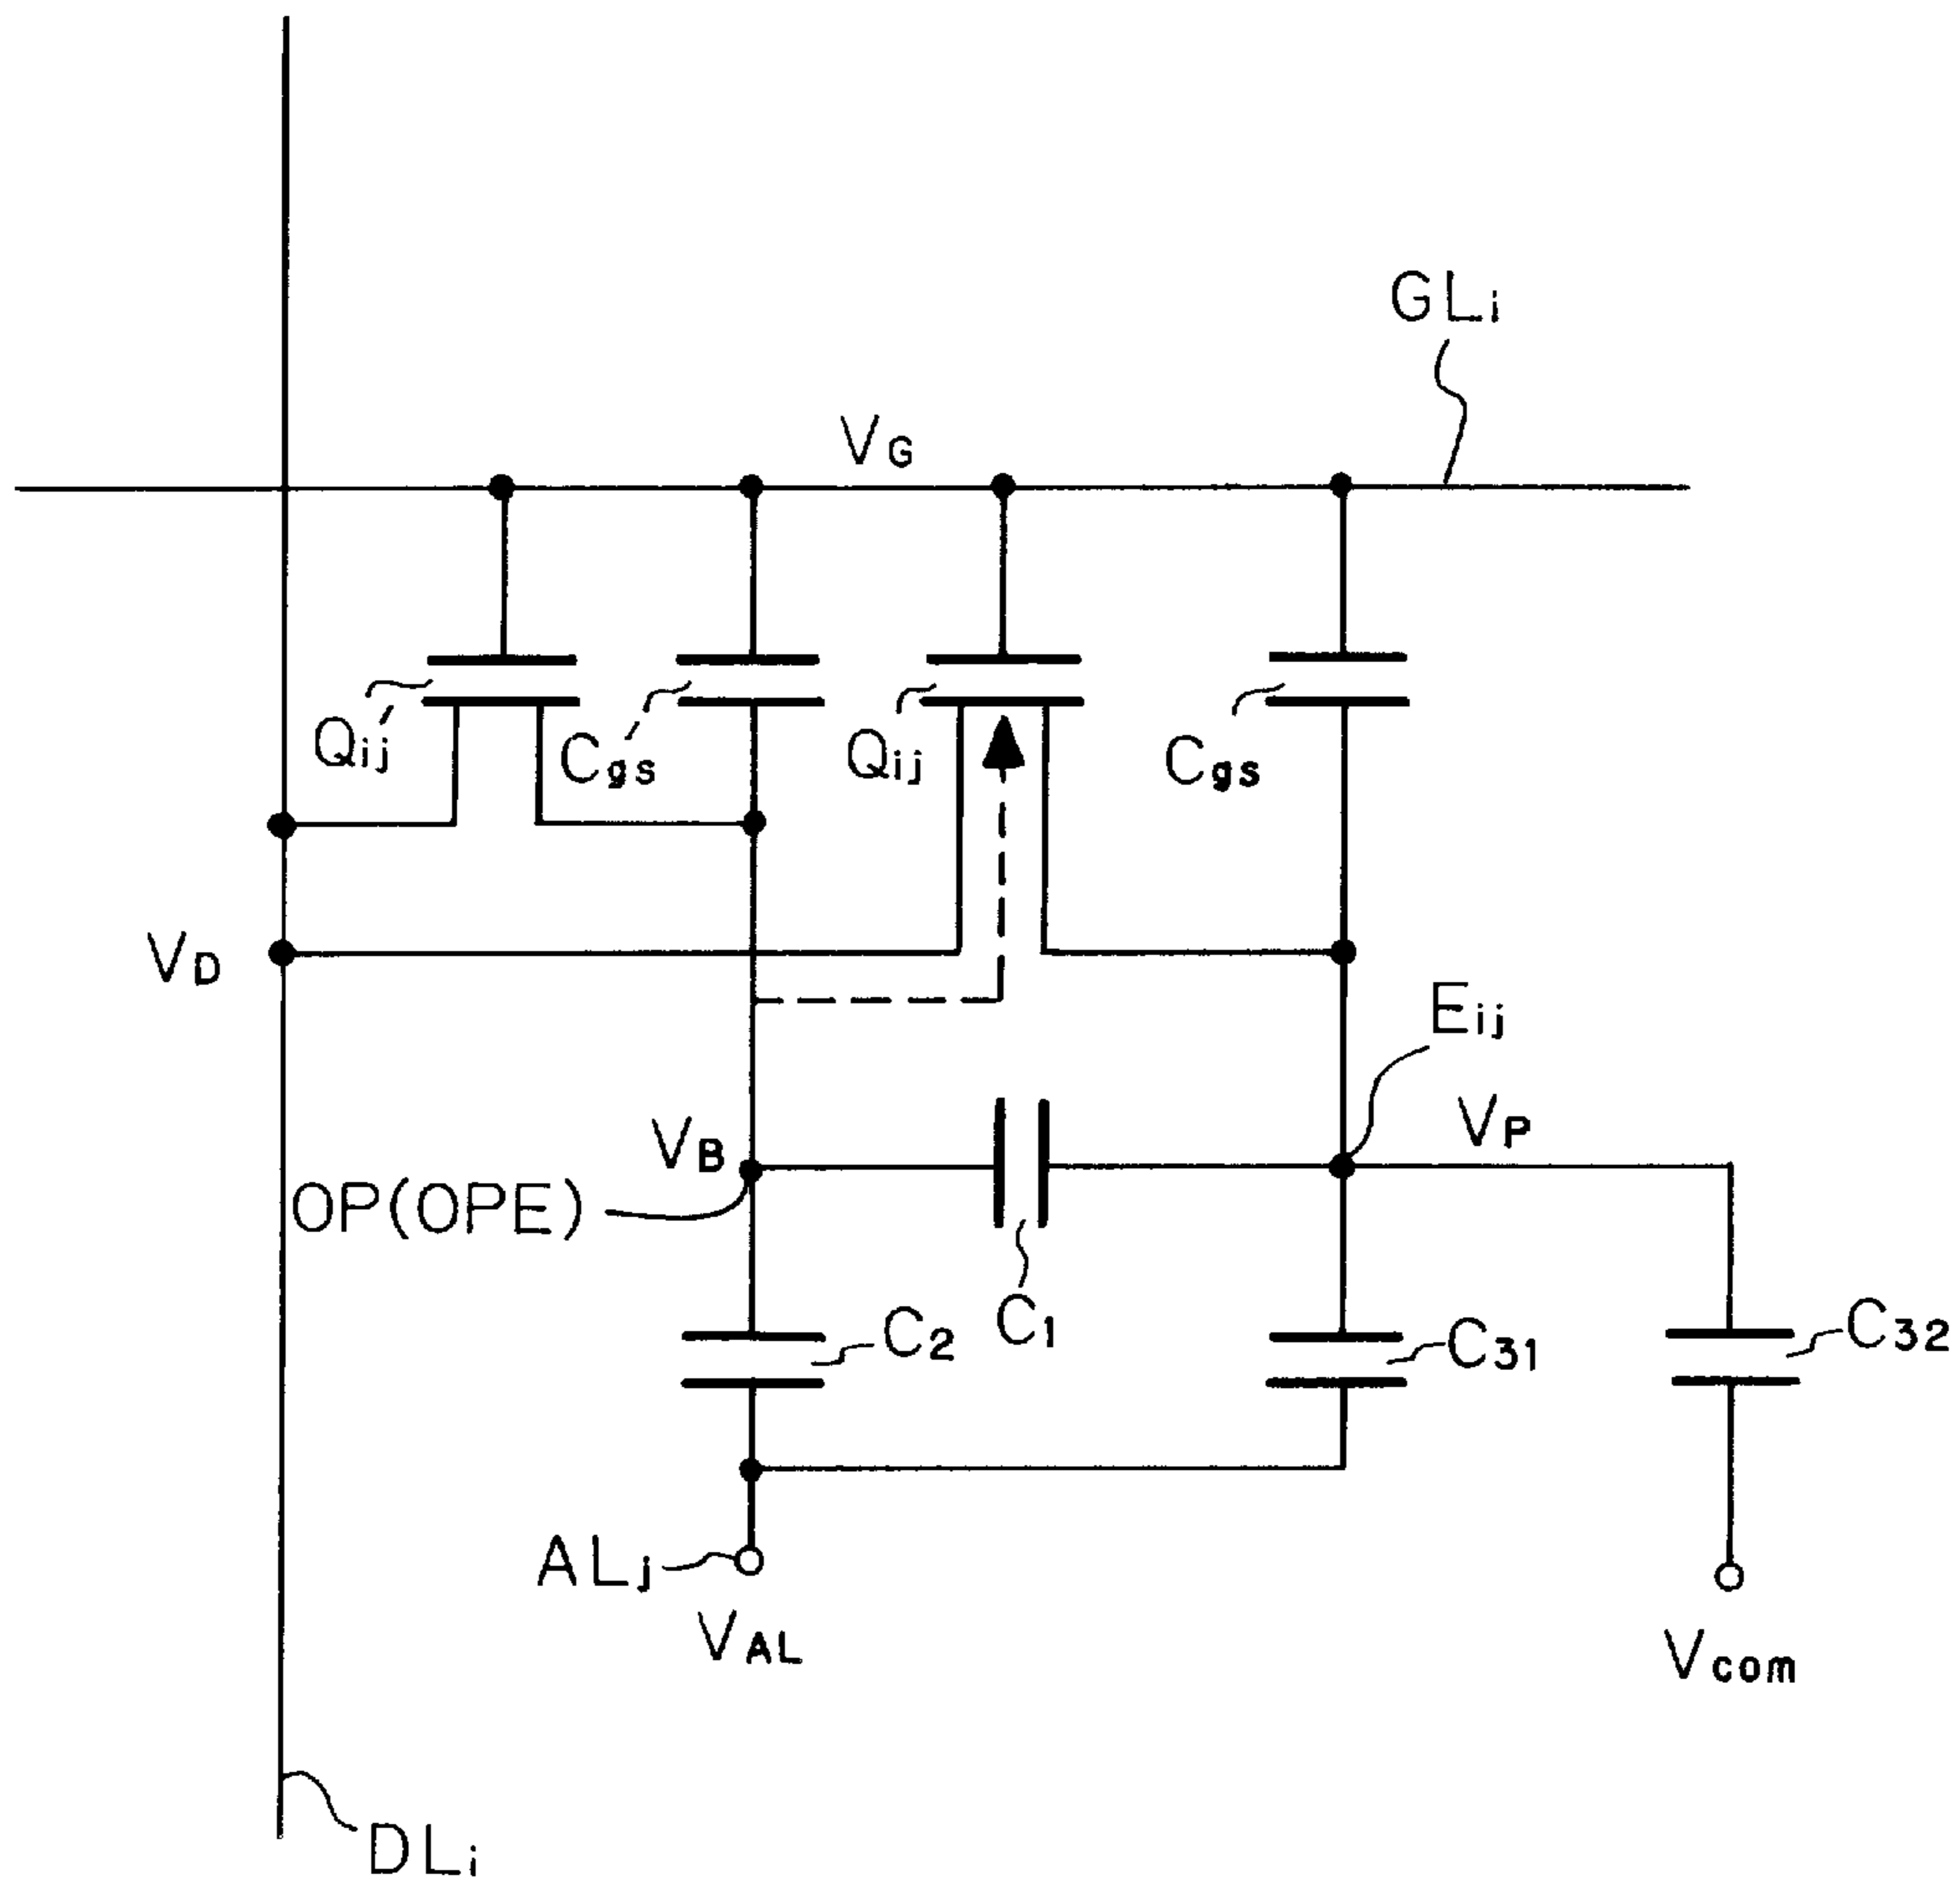 GLi
VG
Qij′
Cgs′
Qij
Cgs
VD
Eij
VB
VP
OP(OPE)
C1
C2
C31
C32
ALj
VAL
Vcom
DLi